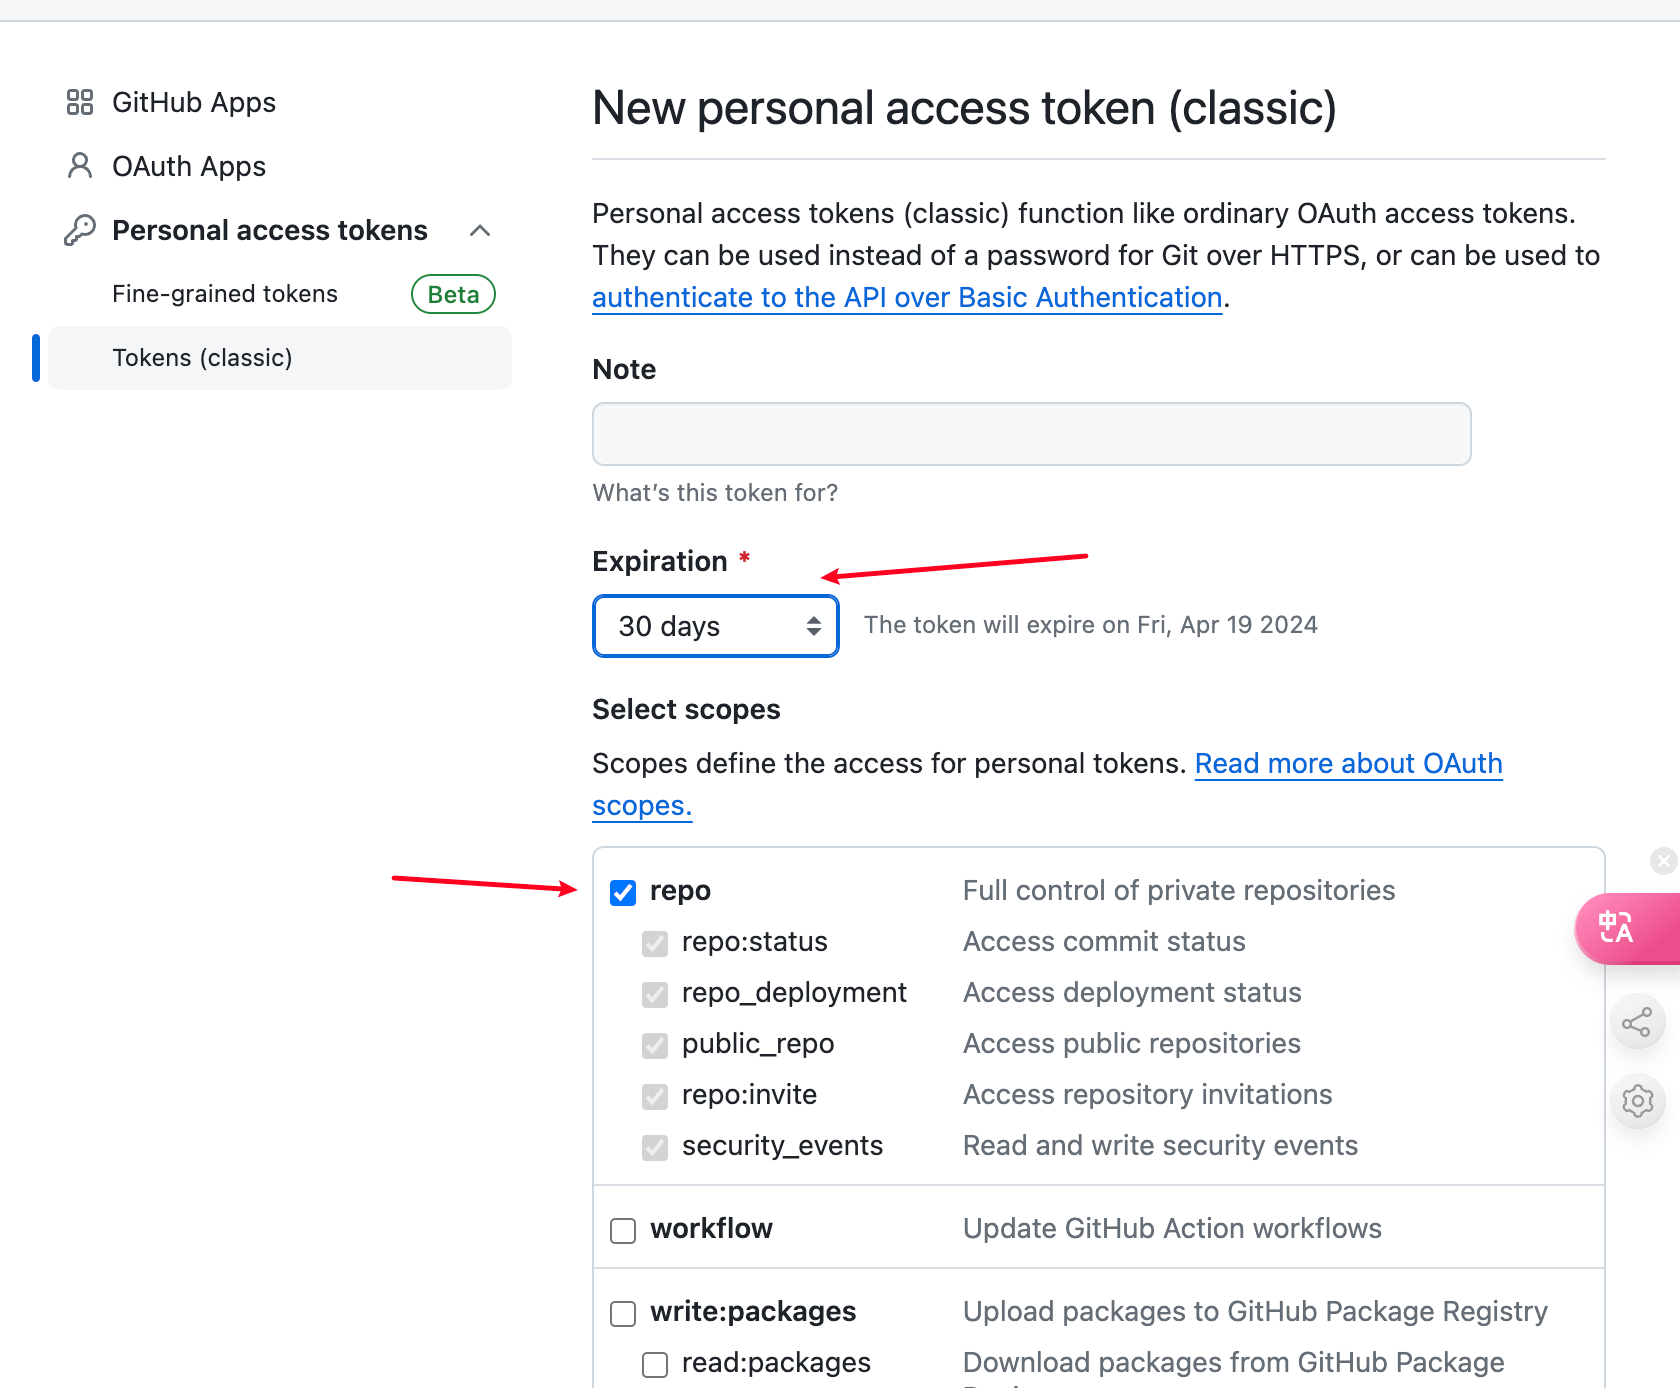 GitHub Apps
OAuth Apps
Personal access tokens
Fine-grained tokens Beta
Tokens (classic)
New personal access token (classic)
Personal access tokens (classic) function like ordinary OAuth access tokens.
They can be used instead of a password for Git over HTTPS, or can be used to
authenticate to the API over Basic Authentication.
Note
What's this token for?
Expiration *
30 days The token will expire on Fri, Apr 19 2024
Select scopes
Scopes define the access for personal tokens. Read more about OAuth
scopes.
repo Full control of private repositories
repo:status Access commit status
repo_deployment Access deployment status
public_repo Access public repositories
repo:invite Access repository invitations
security_events Read and write security events
workflow Update GitHub Action workflows
write:packages Upload packages to GitHub Package Registry
read:packages Download packages from GitHub Package
中A